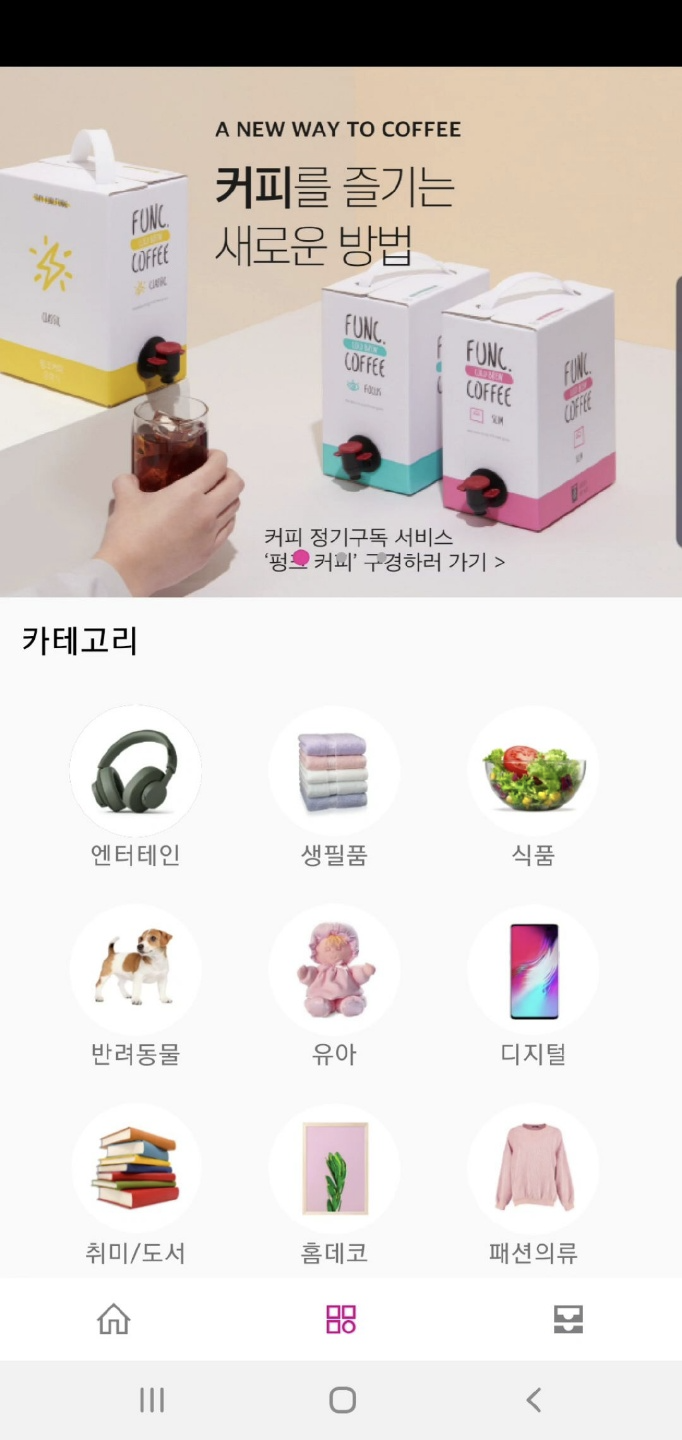 A NEW WAY TO COFFEE
커피를 즐기는
새로운 방법
FUNC.
COFFEE
CLASSIC
FUNC.
COFFEE
FOCUS
FUNC.
COFFEE
SLIM
FUNC.
COFFEE
SLIM
커피 정기구독 서비스
‘펑크 커피’ 구경하러 가기 >
카테고리
엔터테인
생필품
식품
반려동물
유아
디지털
취미/도서
홈데코
패션의류